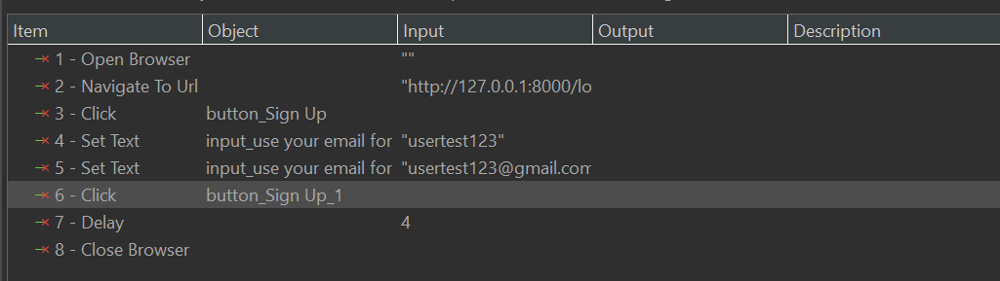 Item Object Input Output Description
1 - Open Browser ""
2 - Navigate To Url "http://127.0.0.1:8000/lo
3 - Click button_Sign Up
4 - Set Text input_use your email for "usertest123"
5 - Set Text input_use your email for "usertest123@gmail.com
6 - Click button_Sign Up_1
7 - Delay 4
8 - Close Browser